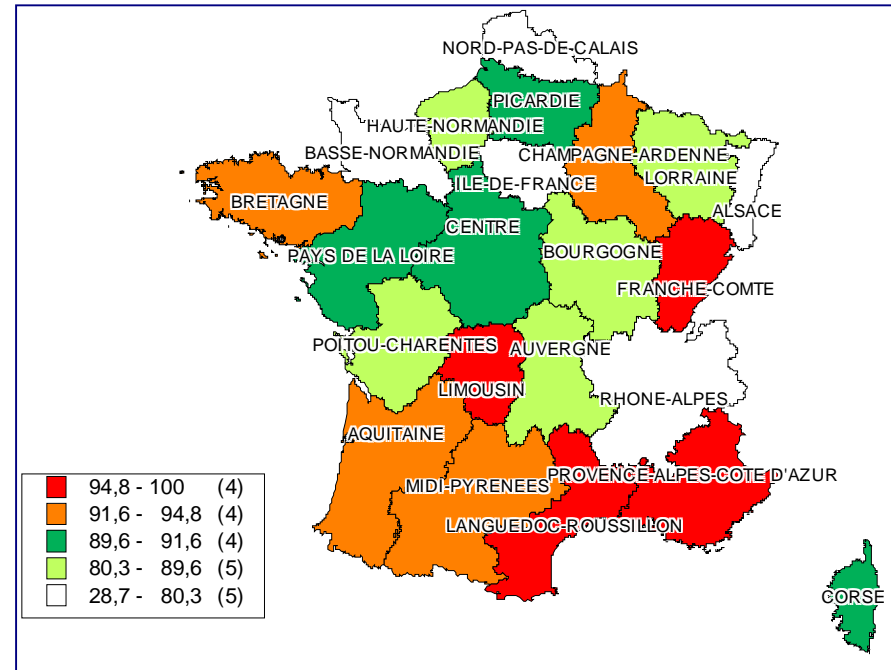 NORD-PAS-DE-CALAIS
PICARDIE
HAUTE-NORMANDIE
BASSE-NORMANDIE
CHAMPAGNE-ARDENNE
LORRAINE
ILE-DE-FRANCE
ALSACE
BRETAGNE
CENTRE
PAYS DE LA LOIRE
BOURGOGNE
FRANCHE-COMTE
POITOU-CHARENTES
AUVERGNE
LIMOUSIN
RHONE-ALPES
AQUITAINE
MIDI-PYRENEES
PROVENCE-ALPES-COTE D'AZUR
LANGUEDOC-ROUSSILLON
CORSE
94,8 - 100 (4)
91,6 - 94,8 (4)
89,6 - 91,6 (4)
80,3 - 89,6 (5)
28,7 - 80,3 (5)